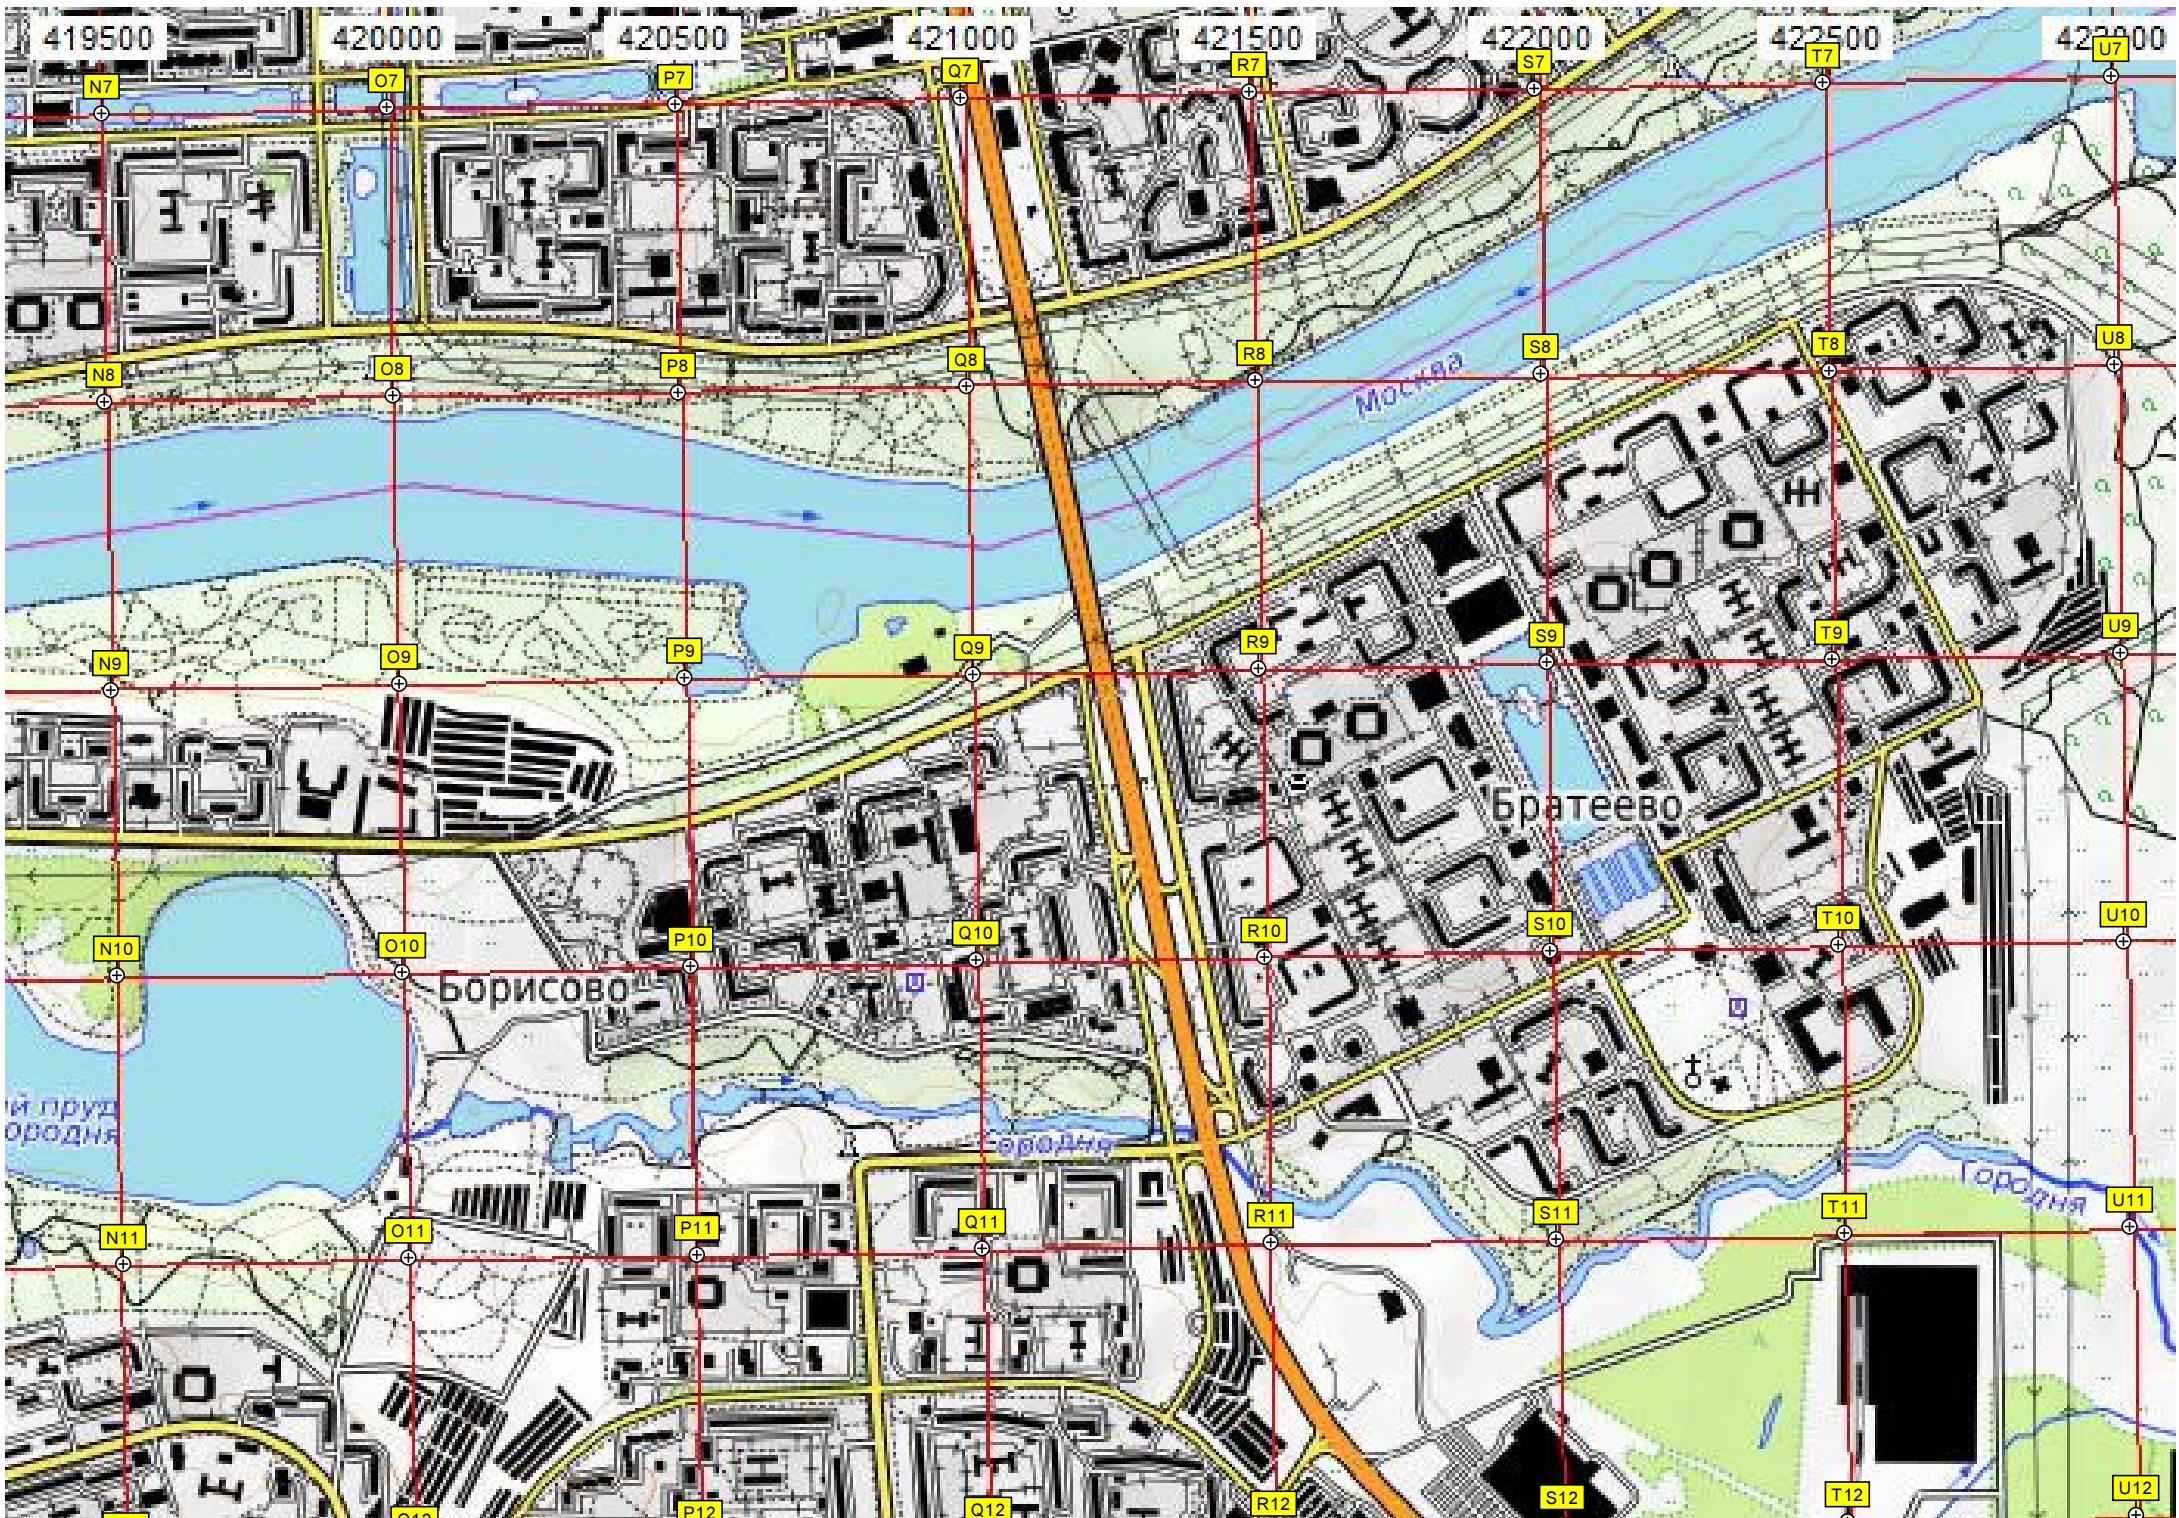 419500 420000 420500 421000 421500 422000 422500
N7 O7 P7 Q7 R7 S7 T7 U7
N8 O8 P8 Q8 R8 S8 T8 U8
Москва
N9 O9 P9 Q9 R9 S9 T9 U9
Братеево
N10 O10 P10 Q10 R10 S10 T10 U10
Борисово
й пруд
ородня
ородня
Городня
N11 O11 P11 Q11 R11 S11 T11 U11
P12 Q12 R12 S12 T12 U12